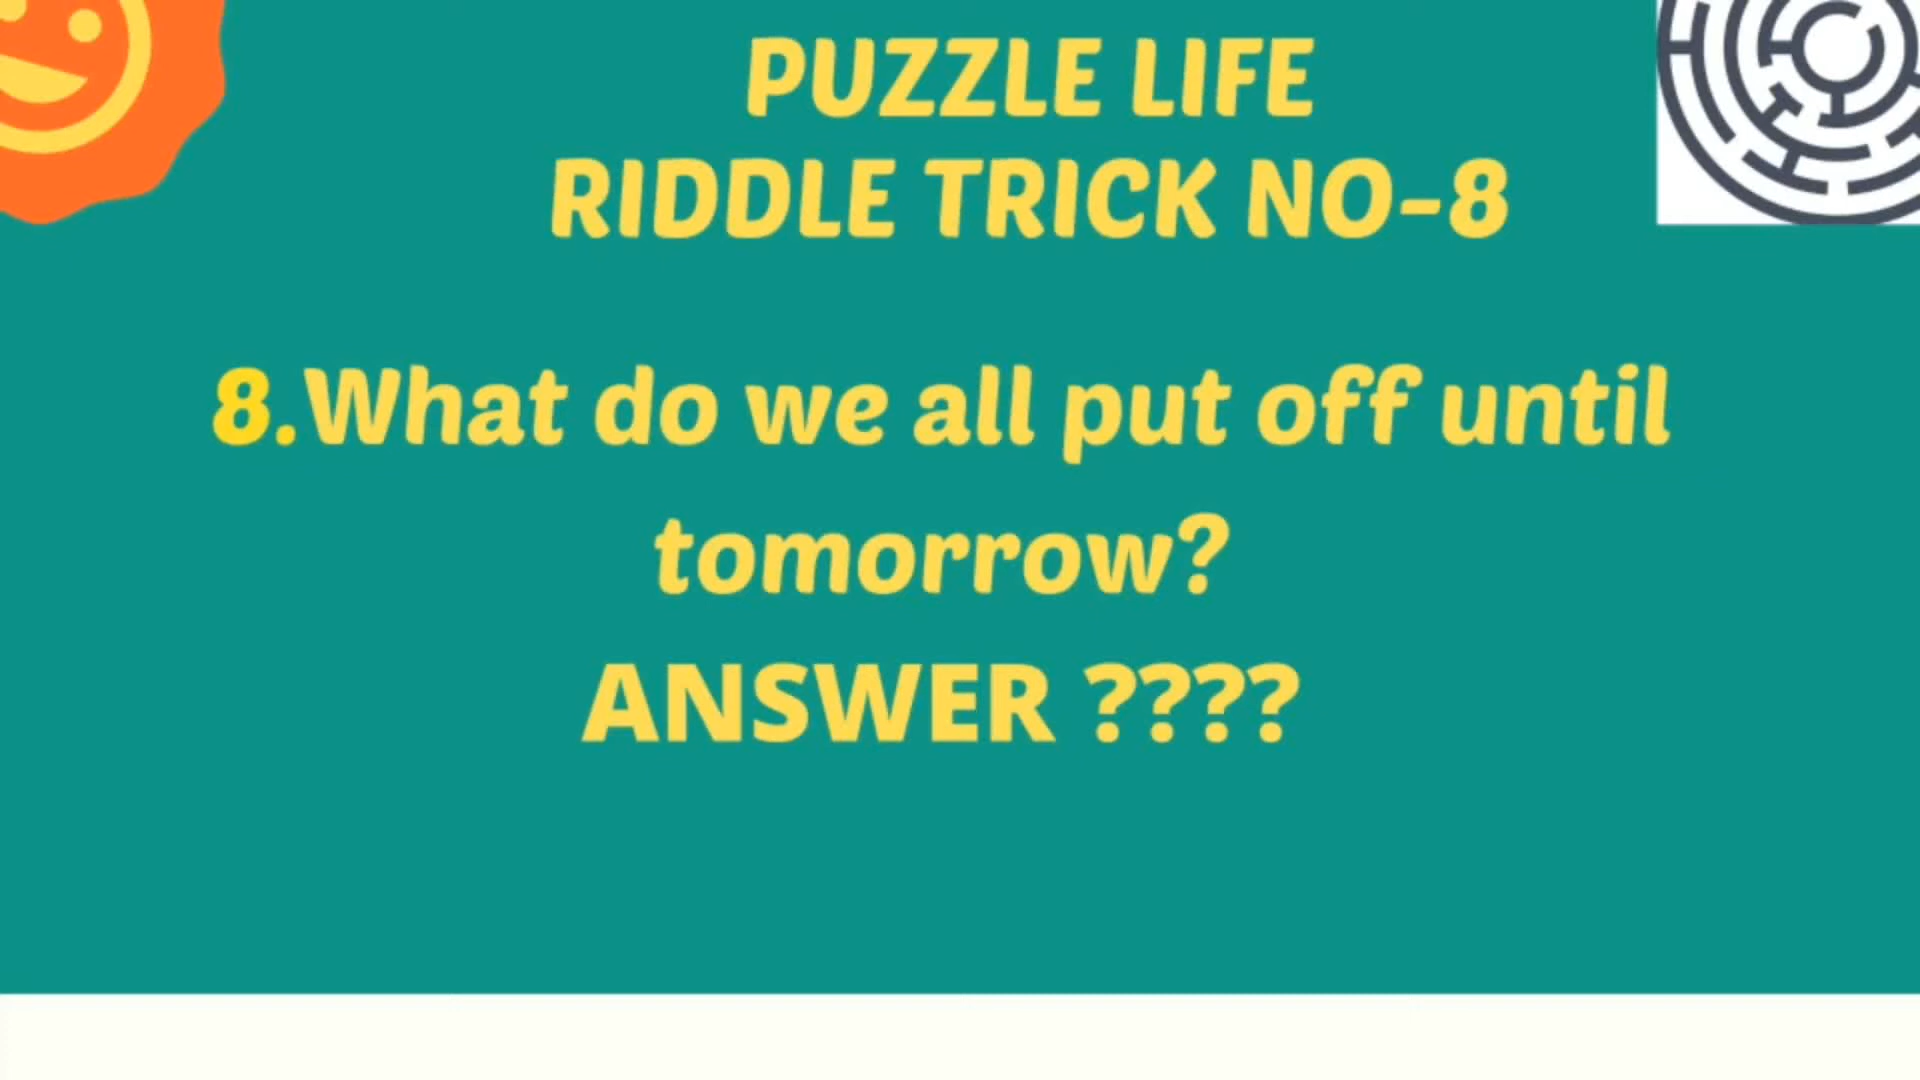 PUZZLE LIFE
RIDDLE TRICK NO-8
8.What do we all put off until
tomorrow?
ANSWER ????